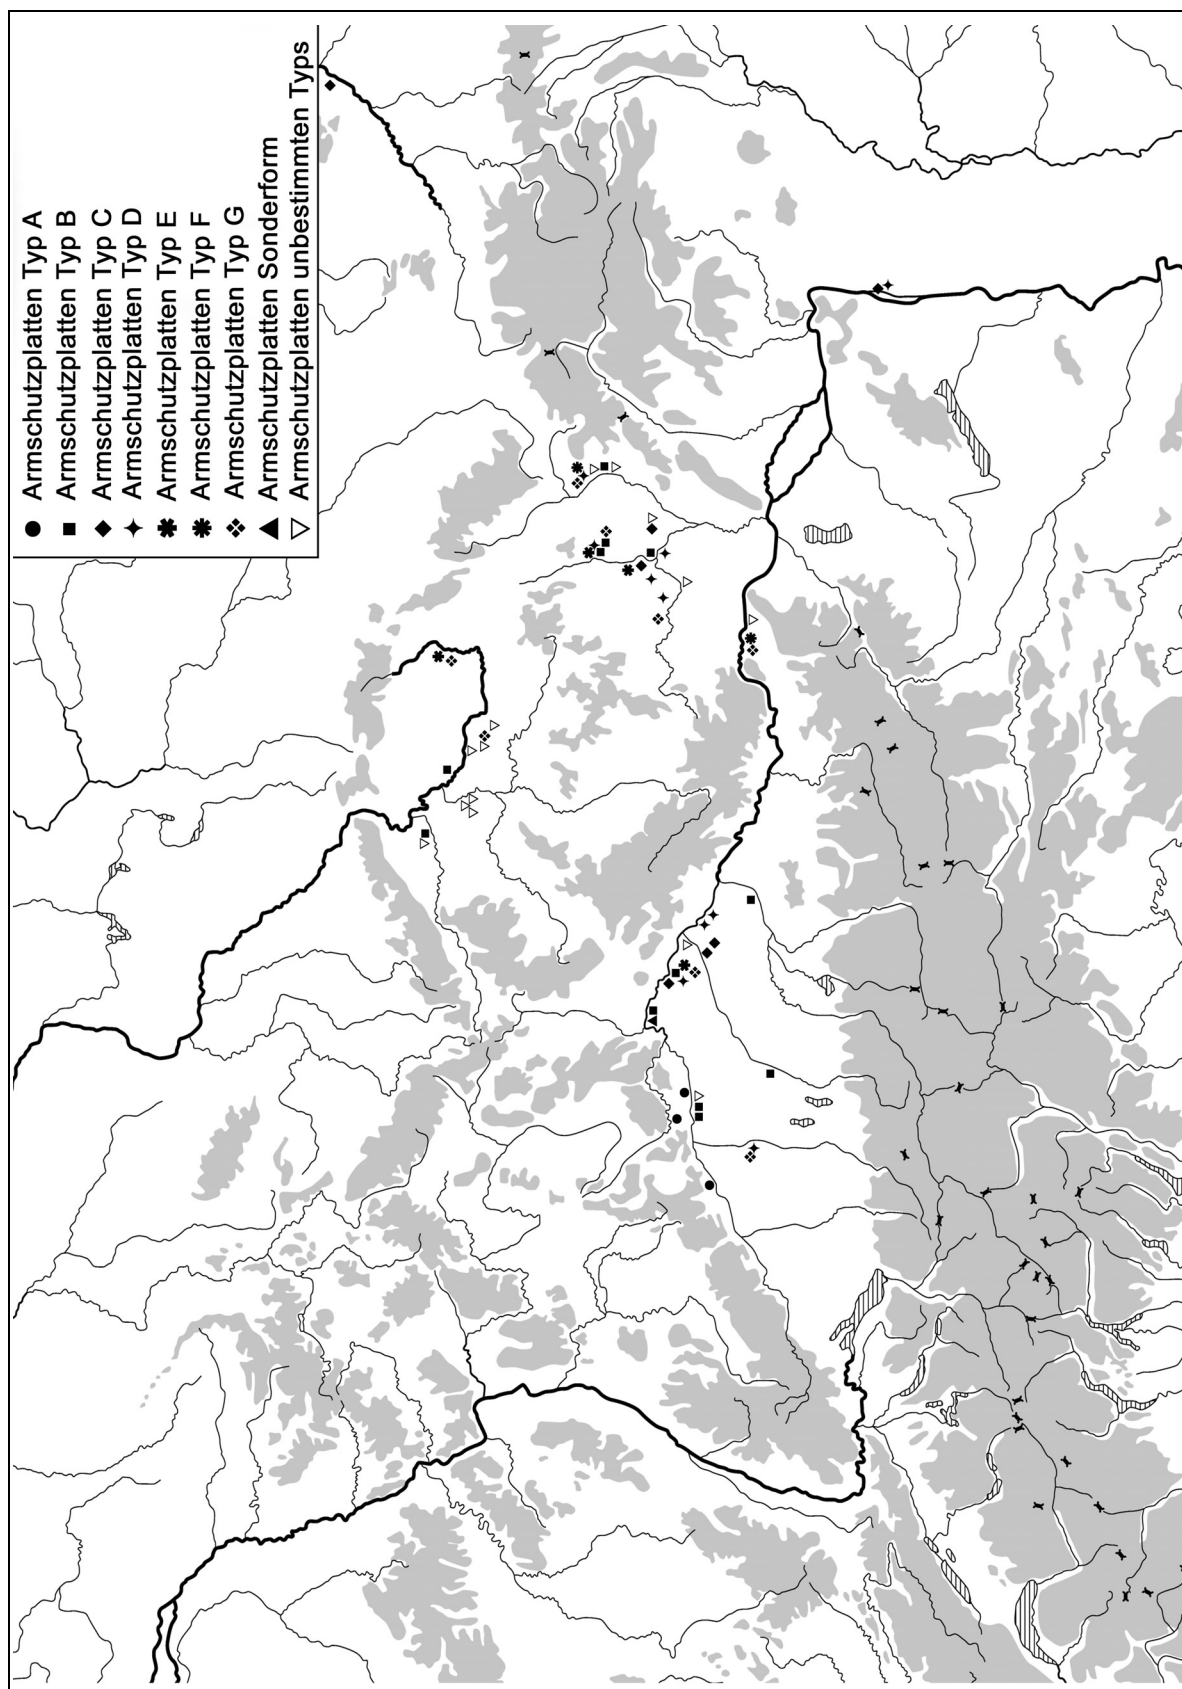 Armschutzplatten Typ A
Armschutzplatten Typ B
Armschutzplatten Typ C
Armschutzplatten Typ D
Armschutzplatten Typ E
Armschutzplatten Typ F
Armschutzplatten Typ G
Armschutzplatten Sonderform
Armschutzplatten unbestimmten Typs